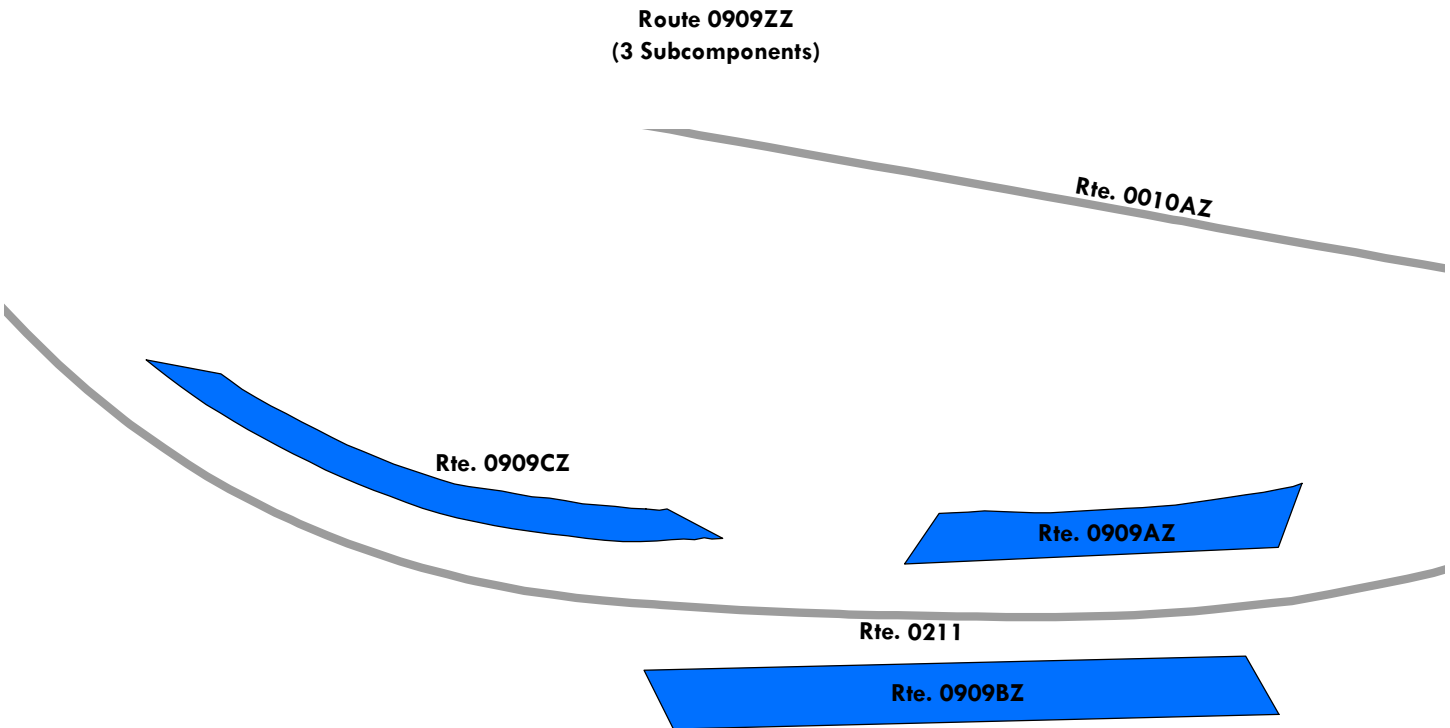 Route 0909ZZ
(3 Subcomponents)
Rte. 0010AZ
Rte. 0909CZ
Rte. 0909AZ
Rte. 0211
Rte. 0909BZ